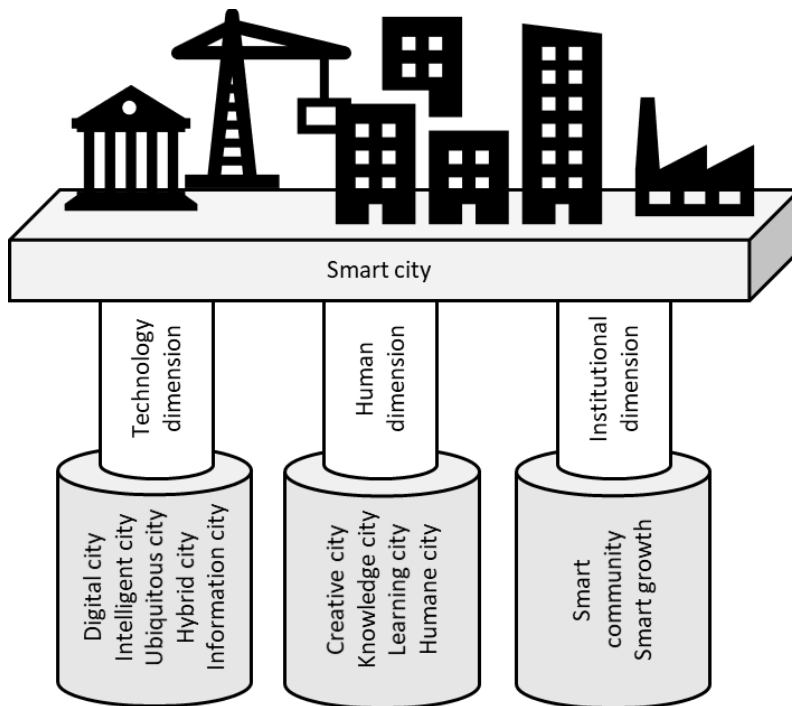 Smart city
Technology
dimension
Human
dimension
Institutional
dimension
Digital city
Intelligent city
Ubiquitous city
Hybrid city
Information city
Creative city
Knowledge city
Learning city
Humane city
Smart
community
Smart growth